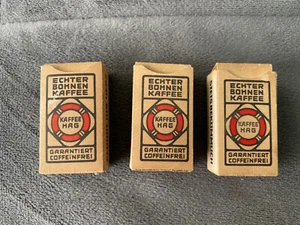 ECHTER
BOHNEN
KAFFEE
KAFFEE
HAG
GARANTIERT
COFFEINFREI
ECHTER
BOHNEN
KAFFEE
KAFFEE
HAG
GARANTIERT
COFFEINFREI
ECHTER
BOHNEN
KAFFEE
KAFFEE
HAG
GARANTIERT
COFFEINFREI